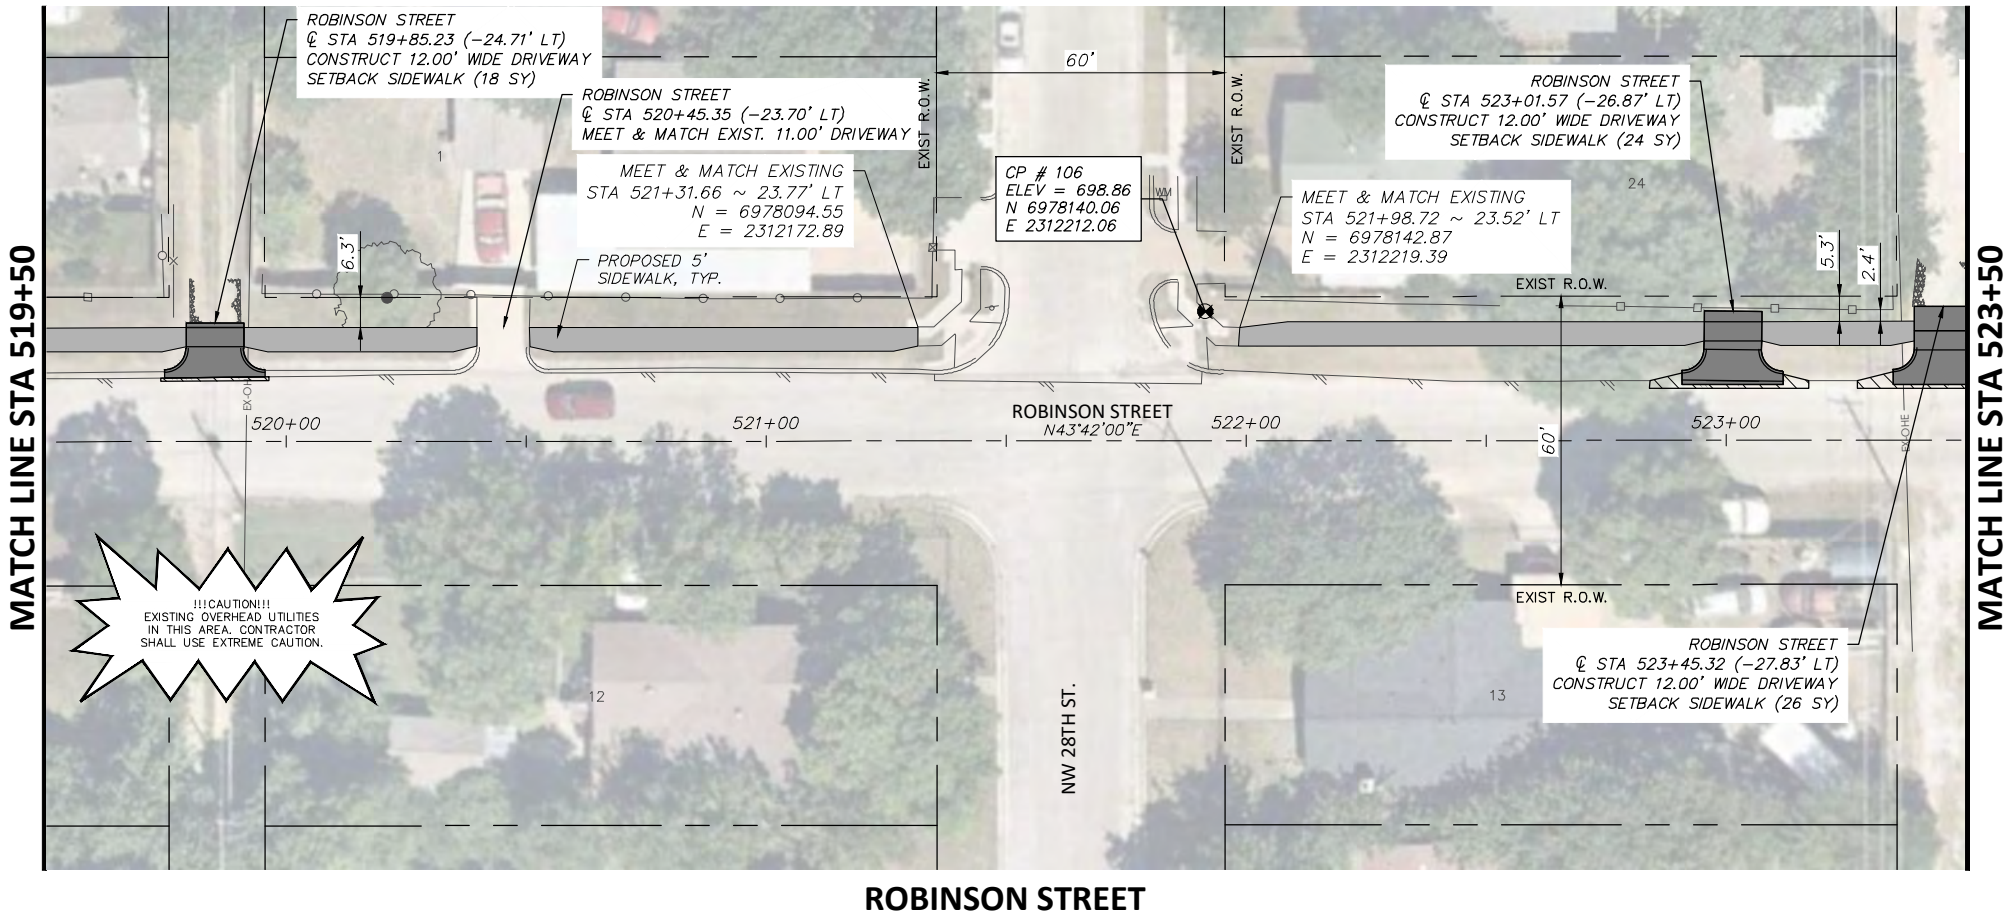 ROBINSON STREET
℄ STA 519+85.23 (-24.71' LT)
CONSTRUCT 12.00' WIDE DRIVEWAY
SETBACK SIDEWALK (18 SY)
ROBINSON STREET
℄ STA 520+45.35 (-23.70' LT)
MEET & MATCH EXIST. 11.00' DRIVEWAY
MEET & MATCH EXISTING
STA 521+31.66 ~ 23.77' LT
N = 6978094.55
E = 2312172.89
PROPOSED 5'
SIDEWALK, TYP.
EXIST R.O.W.
60'
EXIST R.O.W.
CP # 106
ELEV = 698.86
N 6978140.06
E 2312212.06
WM
ROBINSON STREET
℄ STA 523+01.57 (-26.87' LT)
CONSTRUCT 12.00' WIDE DRIVEWAY
SETBACK SIDEWALK (24 SY)
MEET & MATCH EXISTING
STA 521+98.72 ~ 23.52' LT
N = 6978142.87
E = 2312219.39
1
24
6.3'
5.3'
2.4'
EXIST R.O.W.
MATCH LINE STA 519+50
MATCH LINE STA 523+50
EX-OHE
520+00
521+00
ROBINSON STREET
N43°42'00"E
522+00
523+00
60'
EX-OHE
!!!CAUTION!!!
EXISTING OVERHEAD UTILITIES
IN THIS AREA. CONTRACTOR
SHALL USE EXTREME CAUTION.
EXIST R.O.W.
12
13
NW 28TH ST.
ROBINSON STREET
℄ STA 523+45.32 (-27.83' LT)
CONSTRUCT 12.00' WIDE DRIVEWAY
SETBACK SIDEWALK (26 SY)
ROBINSON STREET